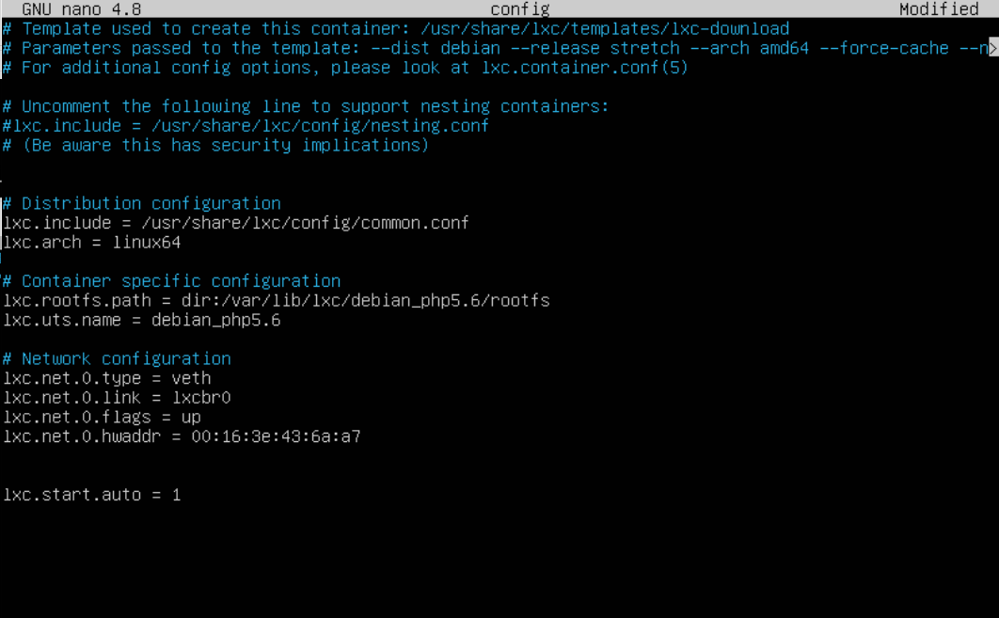 GNU nano 4.8 config Modified
# Template used to create this container: /usr/share/lxc/templates/lxc-download
# Parameters passed to the template: --dist debian --release stretch --arch amd64 --force-cache --n>
# For additional config options, please look at lxc.container.conf(5)
# Uncomment the following line to support nesting containers:
#lxc.include = /usr/share/lxc/config/nesting.conf
# (Be aware this has security implications)
# Distribution configuration
lxc.include = /usr/share/lxc/config/common.conf
lxc.arch = linux64
# Container specific configuration
lxc.rootfs.path = dir:/var/lib/lxc/debian_php5.6/rootfs
lxc.uts.name = debian_php5.6
# Network configuration
lxc.net.0.type = veth
lxc.net.0.link = lxcbr0
lxc.net.0.flags = up
lxc.net.0.hwaddr = 00:16:3e:43:6a:a7
lxc.start.auto = 1